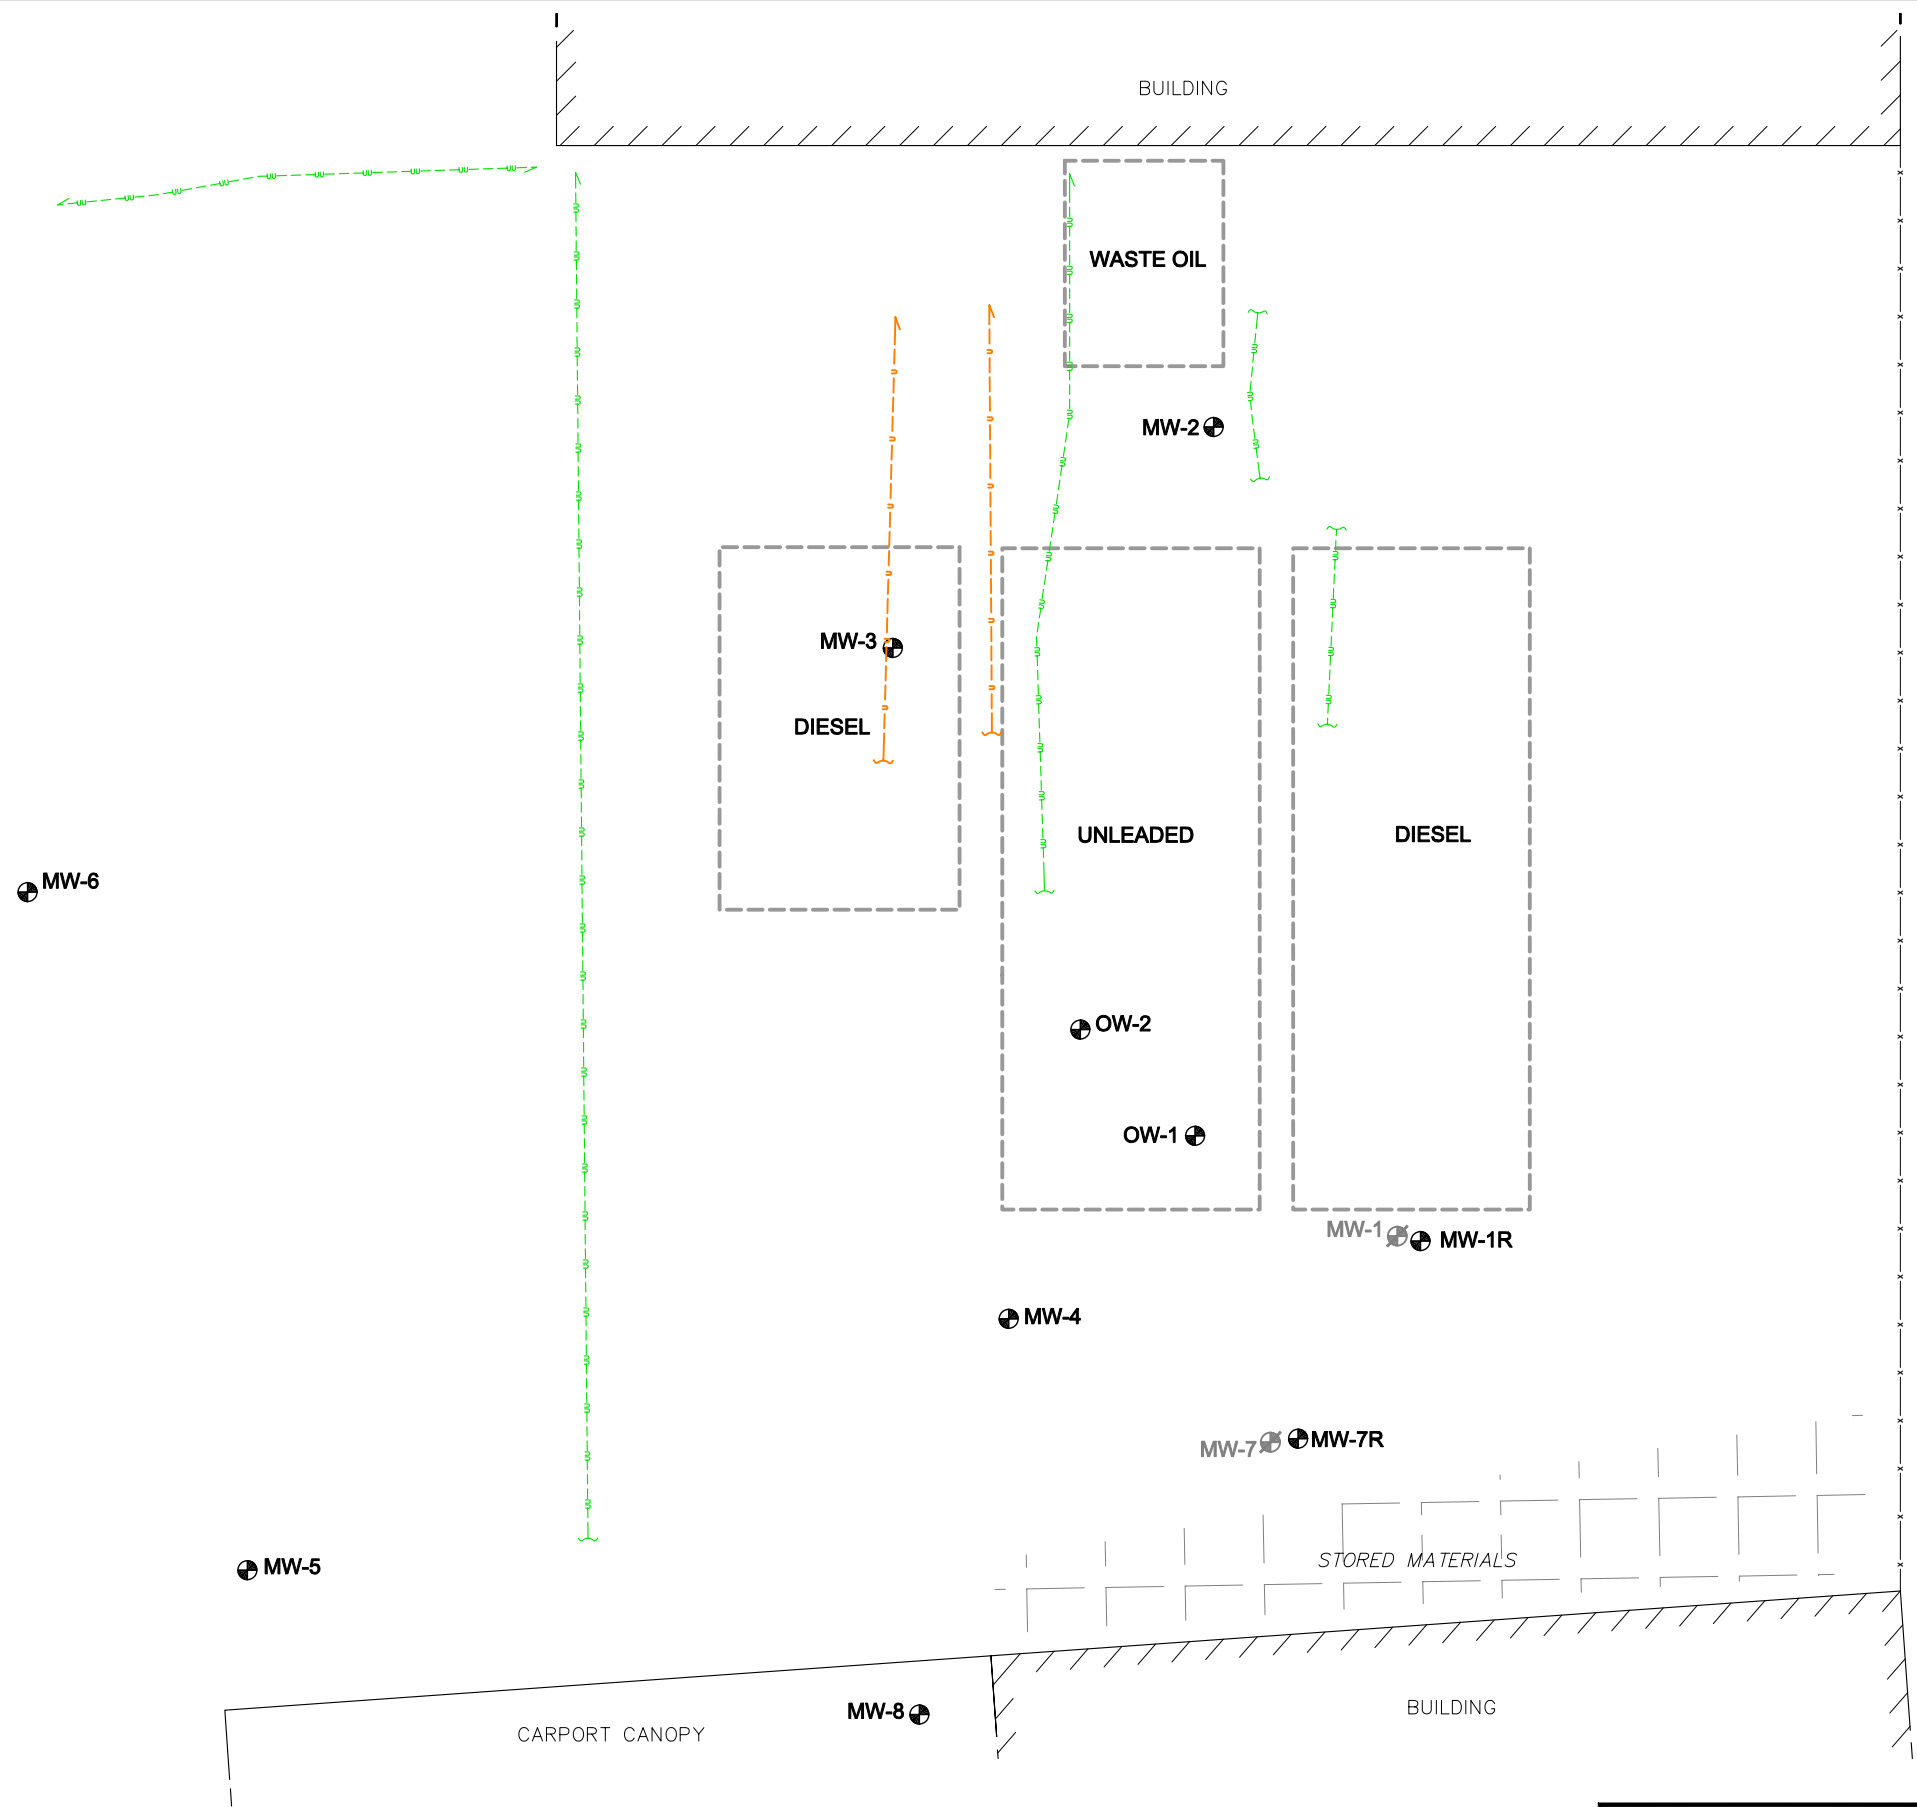 BUILDING
WASTE OIL
MW-2
MW-3
DIESEL
UNLEADED
DIESEL
MW-6
OW-2
OW-1
MW-1
MW-1R
MW-4
MW-7
MW-7R
STORED MATERIALS
MW-5
MW-8
BUILDING
CARPORT CANOPY